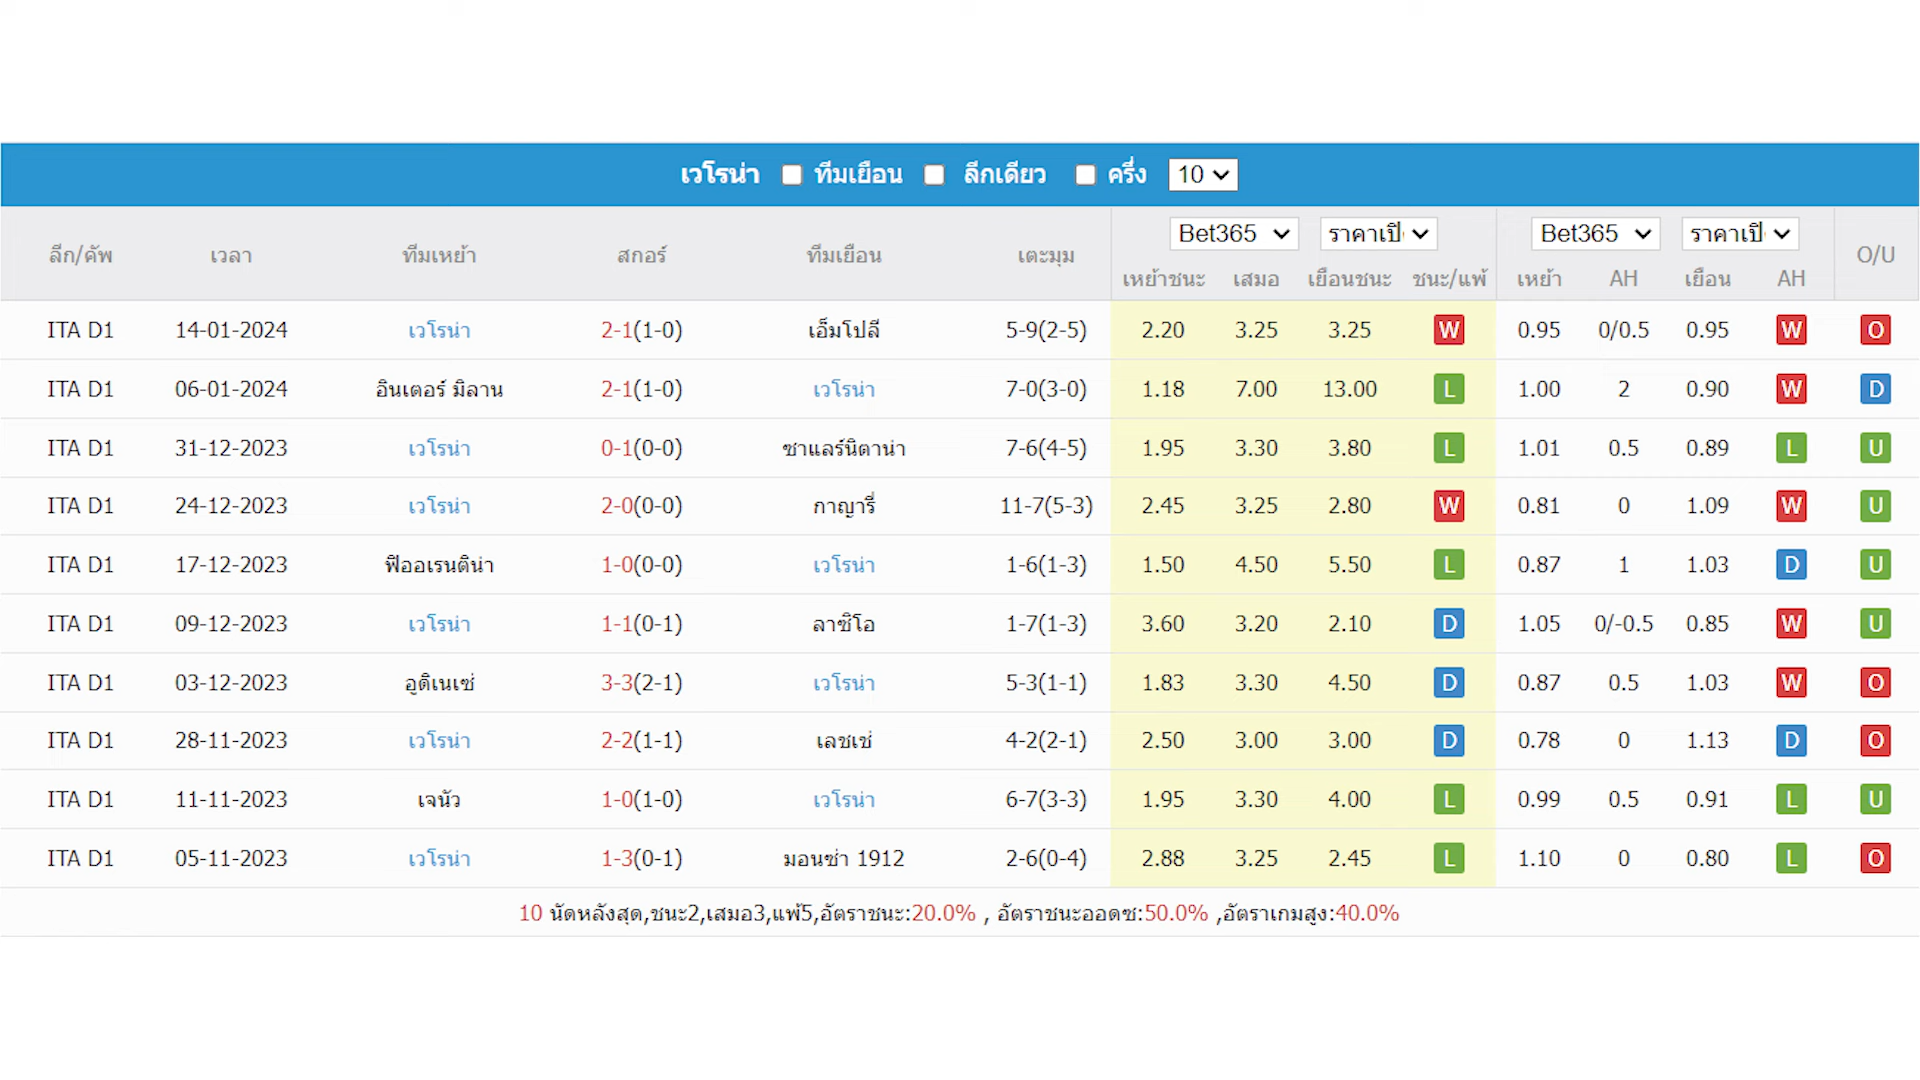 เวโรน่า ทีมเยือน ลีกเดียว ครึ่ง 10
Bet365 ราคาเปิ Bet365 ราคาเปิ
ลีก/คัพ เวลา ทีมเหย้า สกอร์ ทีมเยือน เตะมุม O/U
เหย้าชนะ เสมอ เยือนชนะ ชนะ/แพ้ เหย้า AH เยือน AH
ITA D1 14-01-2024 เวโรน่า 2-1(1-0) เอ็มโปลี 5-9(2-5) 2.20 3.25 3.25 W 0.95 0/0.5 0.95 W O
ITA D1 06-01-2024 อินเตอร์ มิลาน 2-1(1-0) เวโรน่า 7-0(3-0) 1.18 7.00 13.00 L 1.00 2 0.90 W D
ITA D1 31-12-2023 เวโรน่า 0-1(0-0) ซาแลร์นิตาน่า 7-6(4-5) 1.95 3.30 3.80 L 1.01 0.5 0.89 L U
ITA D1 24-12-2023 เวโรน่า 2-0(0-0) กาญารี่ 11-7(5-3) 2.45 3.25 2.80 W 0.81 0 1.09 W U
ITA D1 17-12-2023 ฟิออเรนติน่า 1-0(0-0) เวโรน่า 1-6(1-3) 1.50 4.50 5.50 L 0.87 1 1.03 D U
ITA D1 09-12-2023 เวโรน่า 1-1(0-1) ลาซิโอ 1-7(1-3) 3.60 3.20 2.10 D 1.05 0/-0.5 0.85 W U
ITA D1 03-12-2023 อูดิเนเซ่ 3-3(2-1) เวโรน่า 5-3(1-1) 1.83 3.30 4.50 D 0.87 0.5 1.03 W O
ITA D1 28-11-2023 เวโรน่า 2-2(1-1) เลชเช่ 4-2(2-1) 2.50 3.00 3.00 D 0.78 0 1.13 D O
ITA D1 11-11-2023 เจนัว 1-0(1-0) เวโรน่า 6-7(3-3) 1.95 3.30 4.00 L 0.99 0.5 0.91 L U
ITA D1 05-11-2023 เวโรน่า 1-3(0-1) มอนซ่า 1912 2-6(0-4) 2.88 3.25 2.45 L 1.10 0 0.80 L O
10 นัดหลังสุด,ชนะ2,เสมอ3,แพ้5,อัตราชนะ:20.0% , อัตราชนะออดซ:50.0% ,อัตราเกมสูง:40.0%